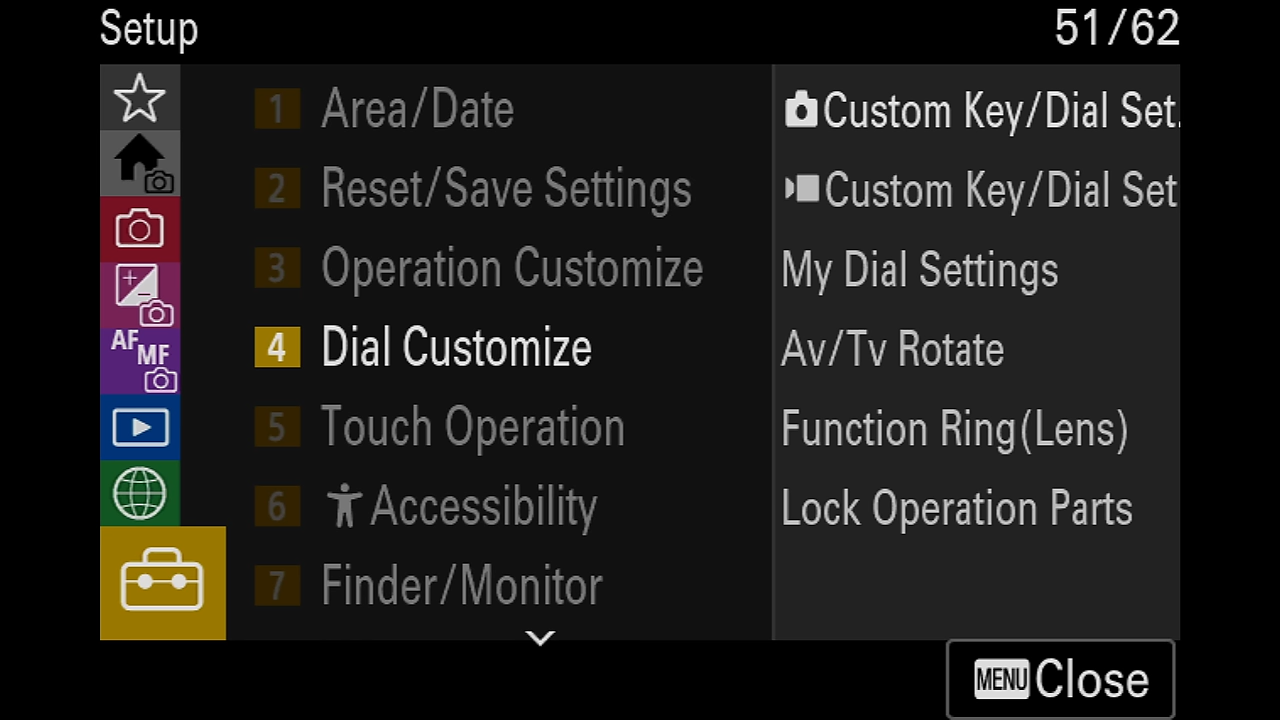 Setup
51/62
1 Area/Date
2 Reset/Save Settings
3 Operation Customize
4 Dial Customize
5 Touch Operation
6 Accessibility
7 Finder/Monitor
AF MF
Custom Key/Dial Set.
Custom Key/Dial Set
My Dial Settings
Av/Tv Rotate
Function Ring(Lens)
Lock Operation Parts
MENU Close